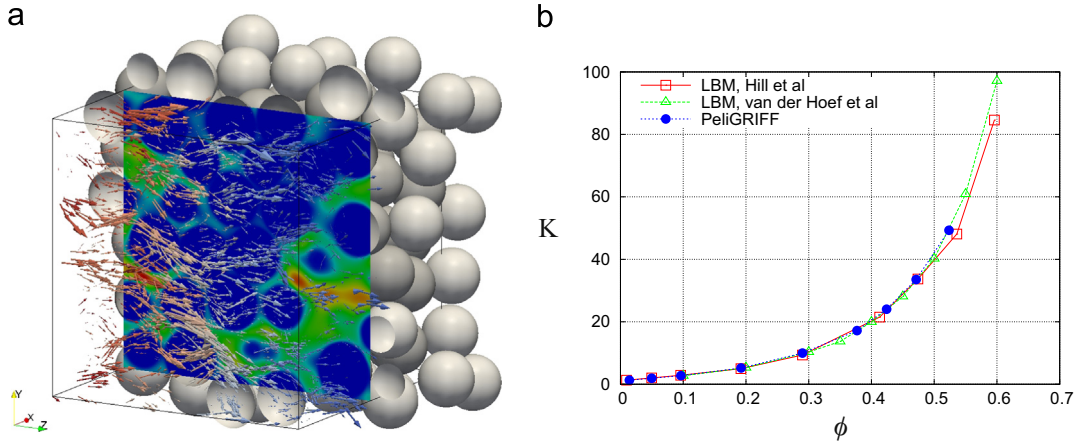 a
b
Y
X
Z
K
100
80
60
40
20
0
LBM, Hill et al
LBM, van der Hoef et al
PeliGRIFF
0 0.1 0.2 0.3 0.4 0.5 0.6 0.7
ϕ